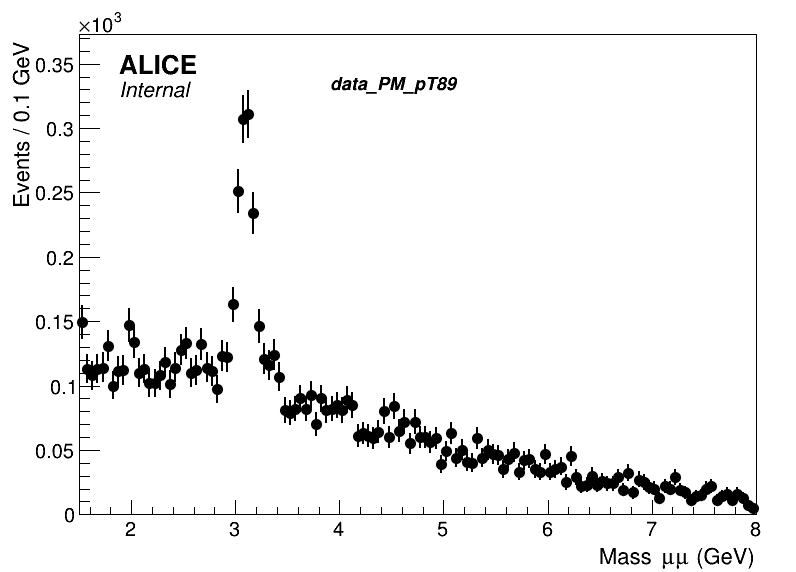 ×10³
ALICE
Internal
data_PM_pT89
Events / 0.1 GeV
0.35
0.3
0.25
0.2
0.15
0.1
0.05
0
2 3 4 5 6 7 8
Mass μμ (GeV)